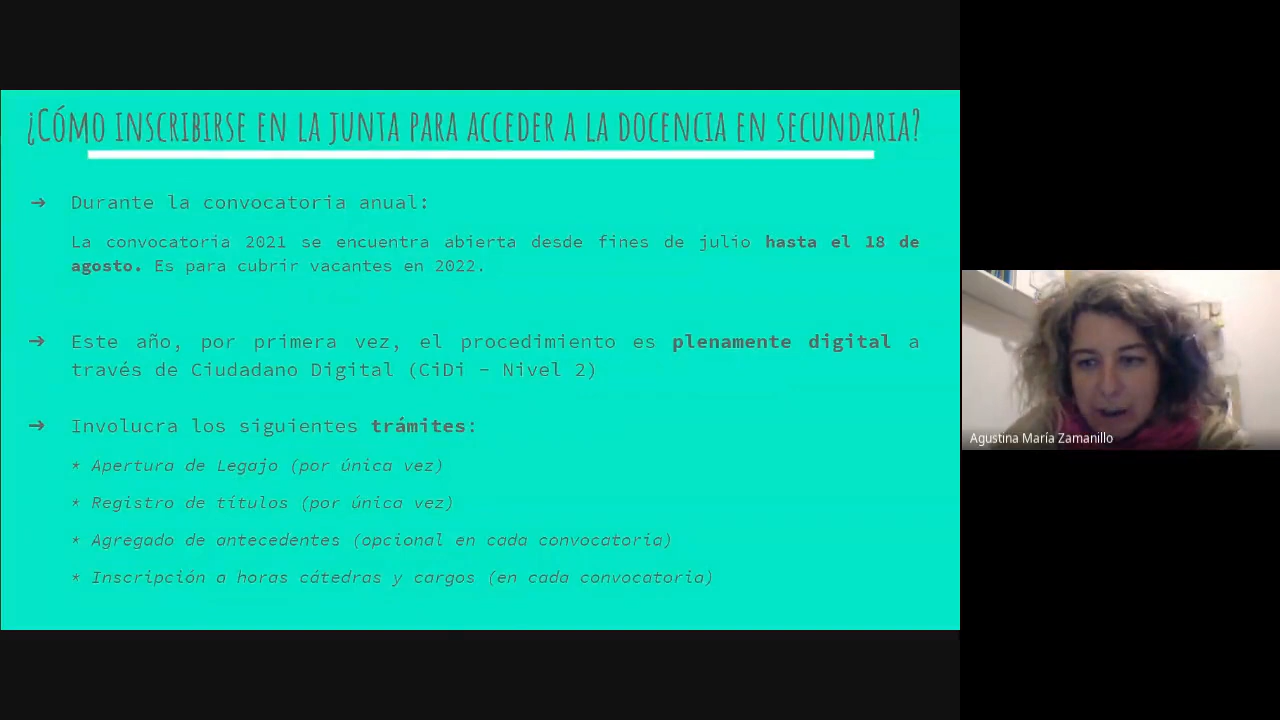 ¿Cómo inscribirse en la Junta para acceder a la docencia en secundaria?
➔ Durante la convocatoria anual:
La convocatoria 2021 se encuentra abierta desde fines de julio hasta el 18 de
agosto. Es para cubrir vacantes en 2022.
➔ Este año, por primera vez, el procedimiento es plenamente digital a
través de Ciudadano Digital (CiDi - Nivel 2)
➔ Involucra los siguientes trámites:
* Apertura de Legajo (por única vez)
* Registro de títulos (por única vez)
* Agregado de antecedentes (opcional en cada convocatoria)
* Inscripción a horas cátedras y cargos (en cada convocatoria)
Agustina María Zamanillo